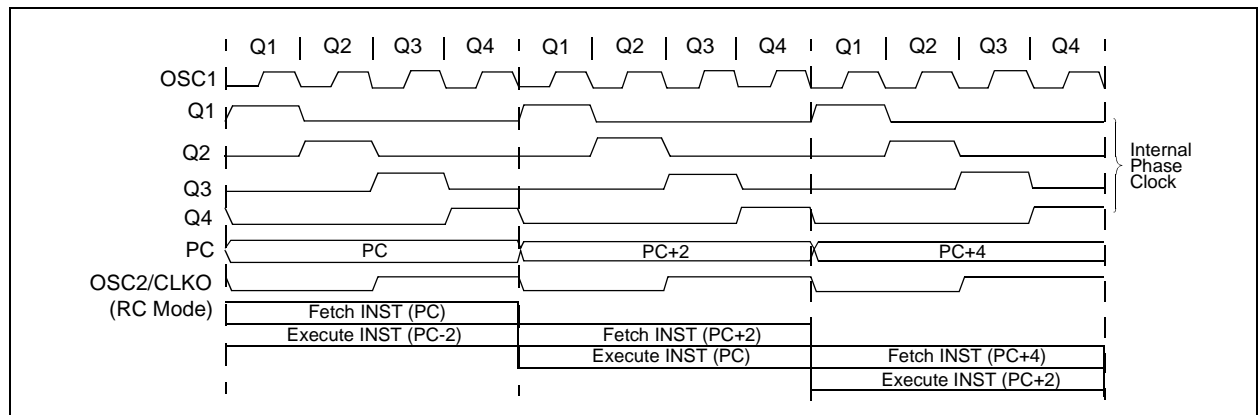 Q1 Q2 Q3 Q4 Q1 Q2 Q3 Q4 Q1 Q2 Q3 Q4
OSC1
Q1
Q2
Q3
Q4
Internal
Phase
Clock
PC PC PC+2 PC+4
OSC2/CLKO
(RC Mode)
Fetch INST (PC)
Execute INST (PC-2) Fetch INST (PC+2)
Execute INST (PC) Fetch INST (PC+4)
Execute INST (PC+2)